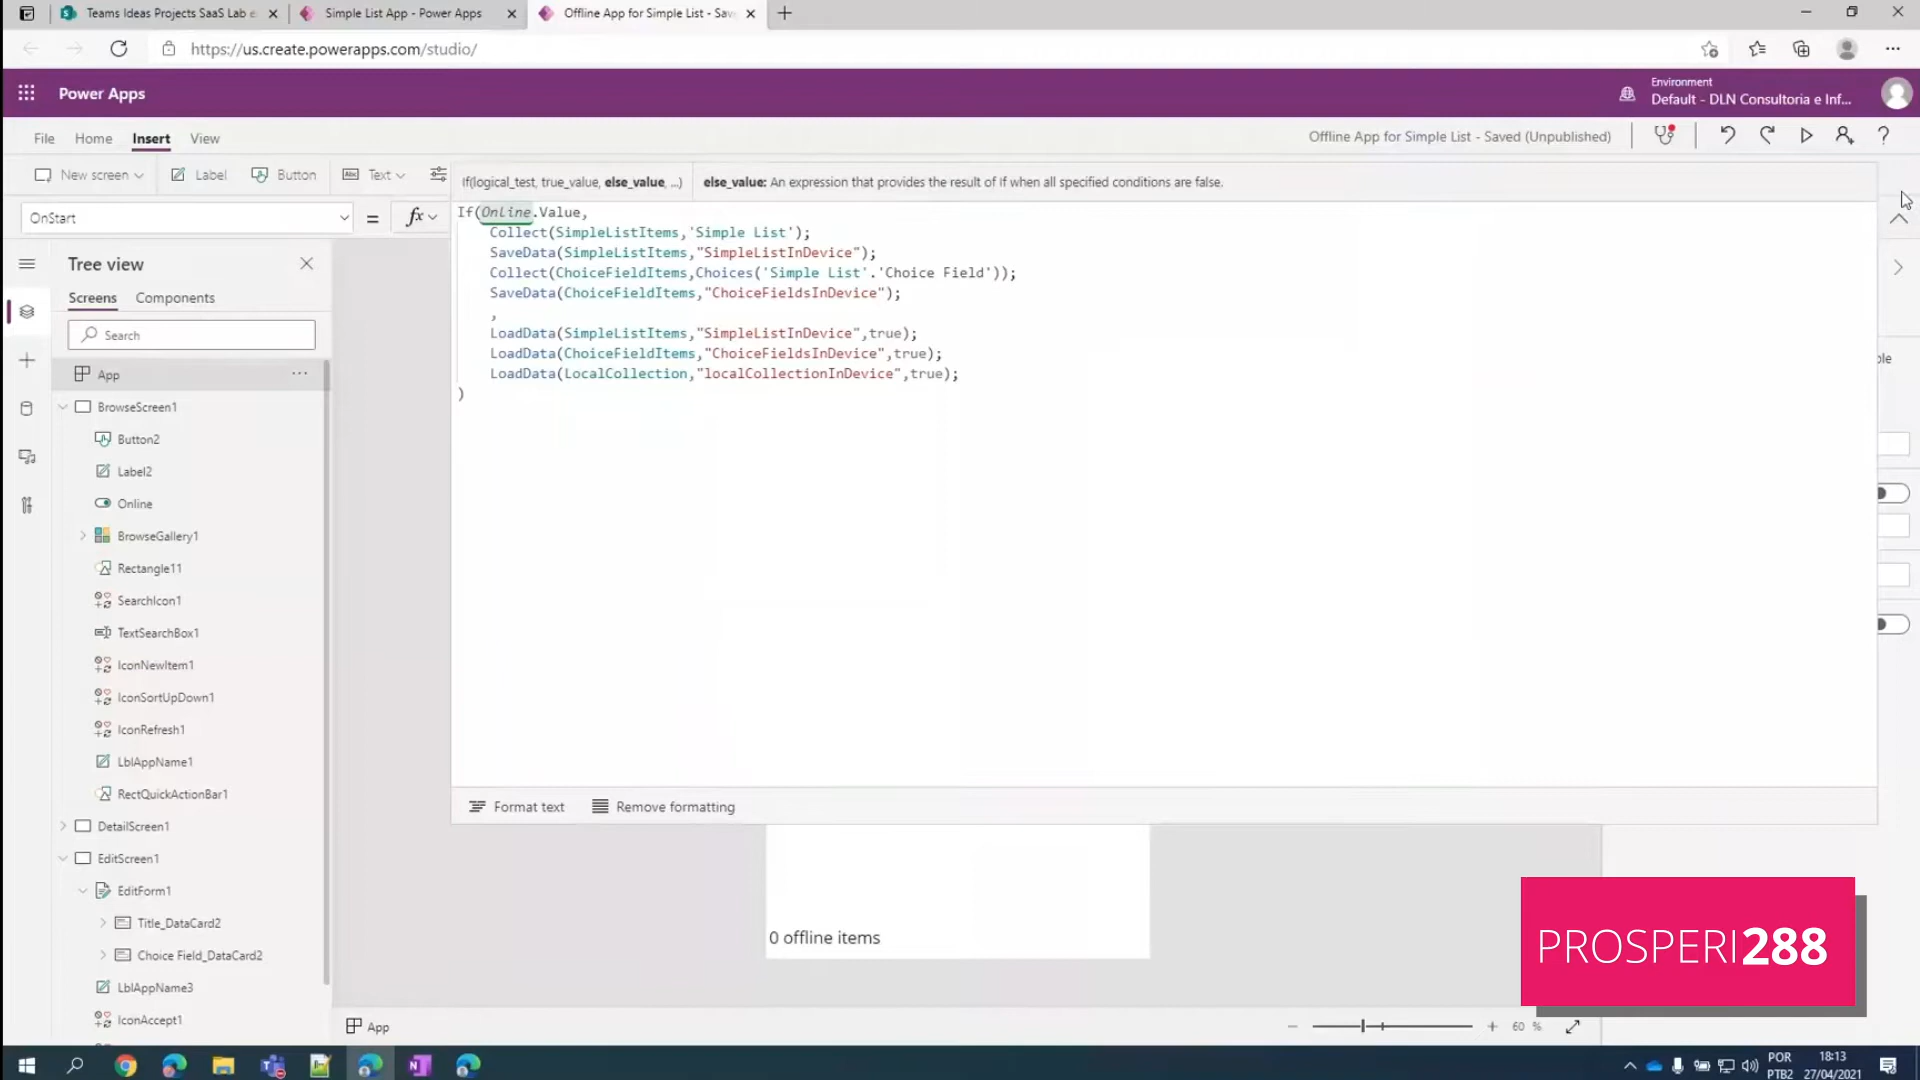 Teams Ideas Projects SaaS Lab e
Simple List App - Power Apps
Offline App for Simple List - Sav
https://us.create.powerapps.com/studio/
Power Apps
Environment
Default - DLN Consultoria e Inf...
File
Home
Insert
View
Offline App for Simple List - Saved (Unpublished)
New screen
Label
Button
Text
If(logical_test, true_value, else_value, ...)
else_value: An expression that provides the result of if when all specified conditions are false.
OnStart
=
fx
If(Online.Value,
Collect(SimpleListItems,'Simple List');
SaveData(SimpleListItems,"SimpleListInDevice");
Collect(ChoiceFieldItems,Choices('Simple List'.'Choice Field'));
SaveData(ChoiceFieldItems,"ChoiceFieldsInDevice");
,
LoadData(SimpleListItems,"SimpleListInDevice",true);
LoadData(ChoiceFieldItems,"ChoiceFieldsInDevice",true);
LoadData(LocalCollection,"localCollectionInDevice",true);
)
Tree view
Screens
Components
Search
App
BrowseScreen1
Button2
Label2
Online
BrowseGallery1
Rectangle11
SearchIcon1
TextSearchBox1
IconNewItem1
IconSortUpDown1
IconRefresh1
LblAppName1
RectQuickActionBar1
DetailScreen1
EditScreen1
EditForm1
Title_DataCard2
Choice Field_DataCard2
LblAppName3
IconAccept1
Format text
Remove formatting
0 offline items
PROSPERI288
App
60 %
POR
PTB2
18:13
27/04/2021